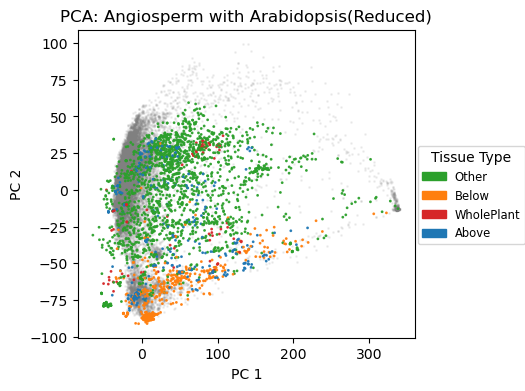 PCA: Angiosperm with Arabidopsis(Reduced)
100
75
50
25
0
−25
−50
−75
−100
PC 2
0
100
200
300
PC 1
Tissue Type
Other
Below
WholePlant
Above